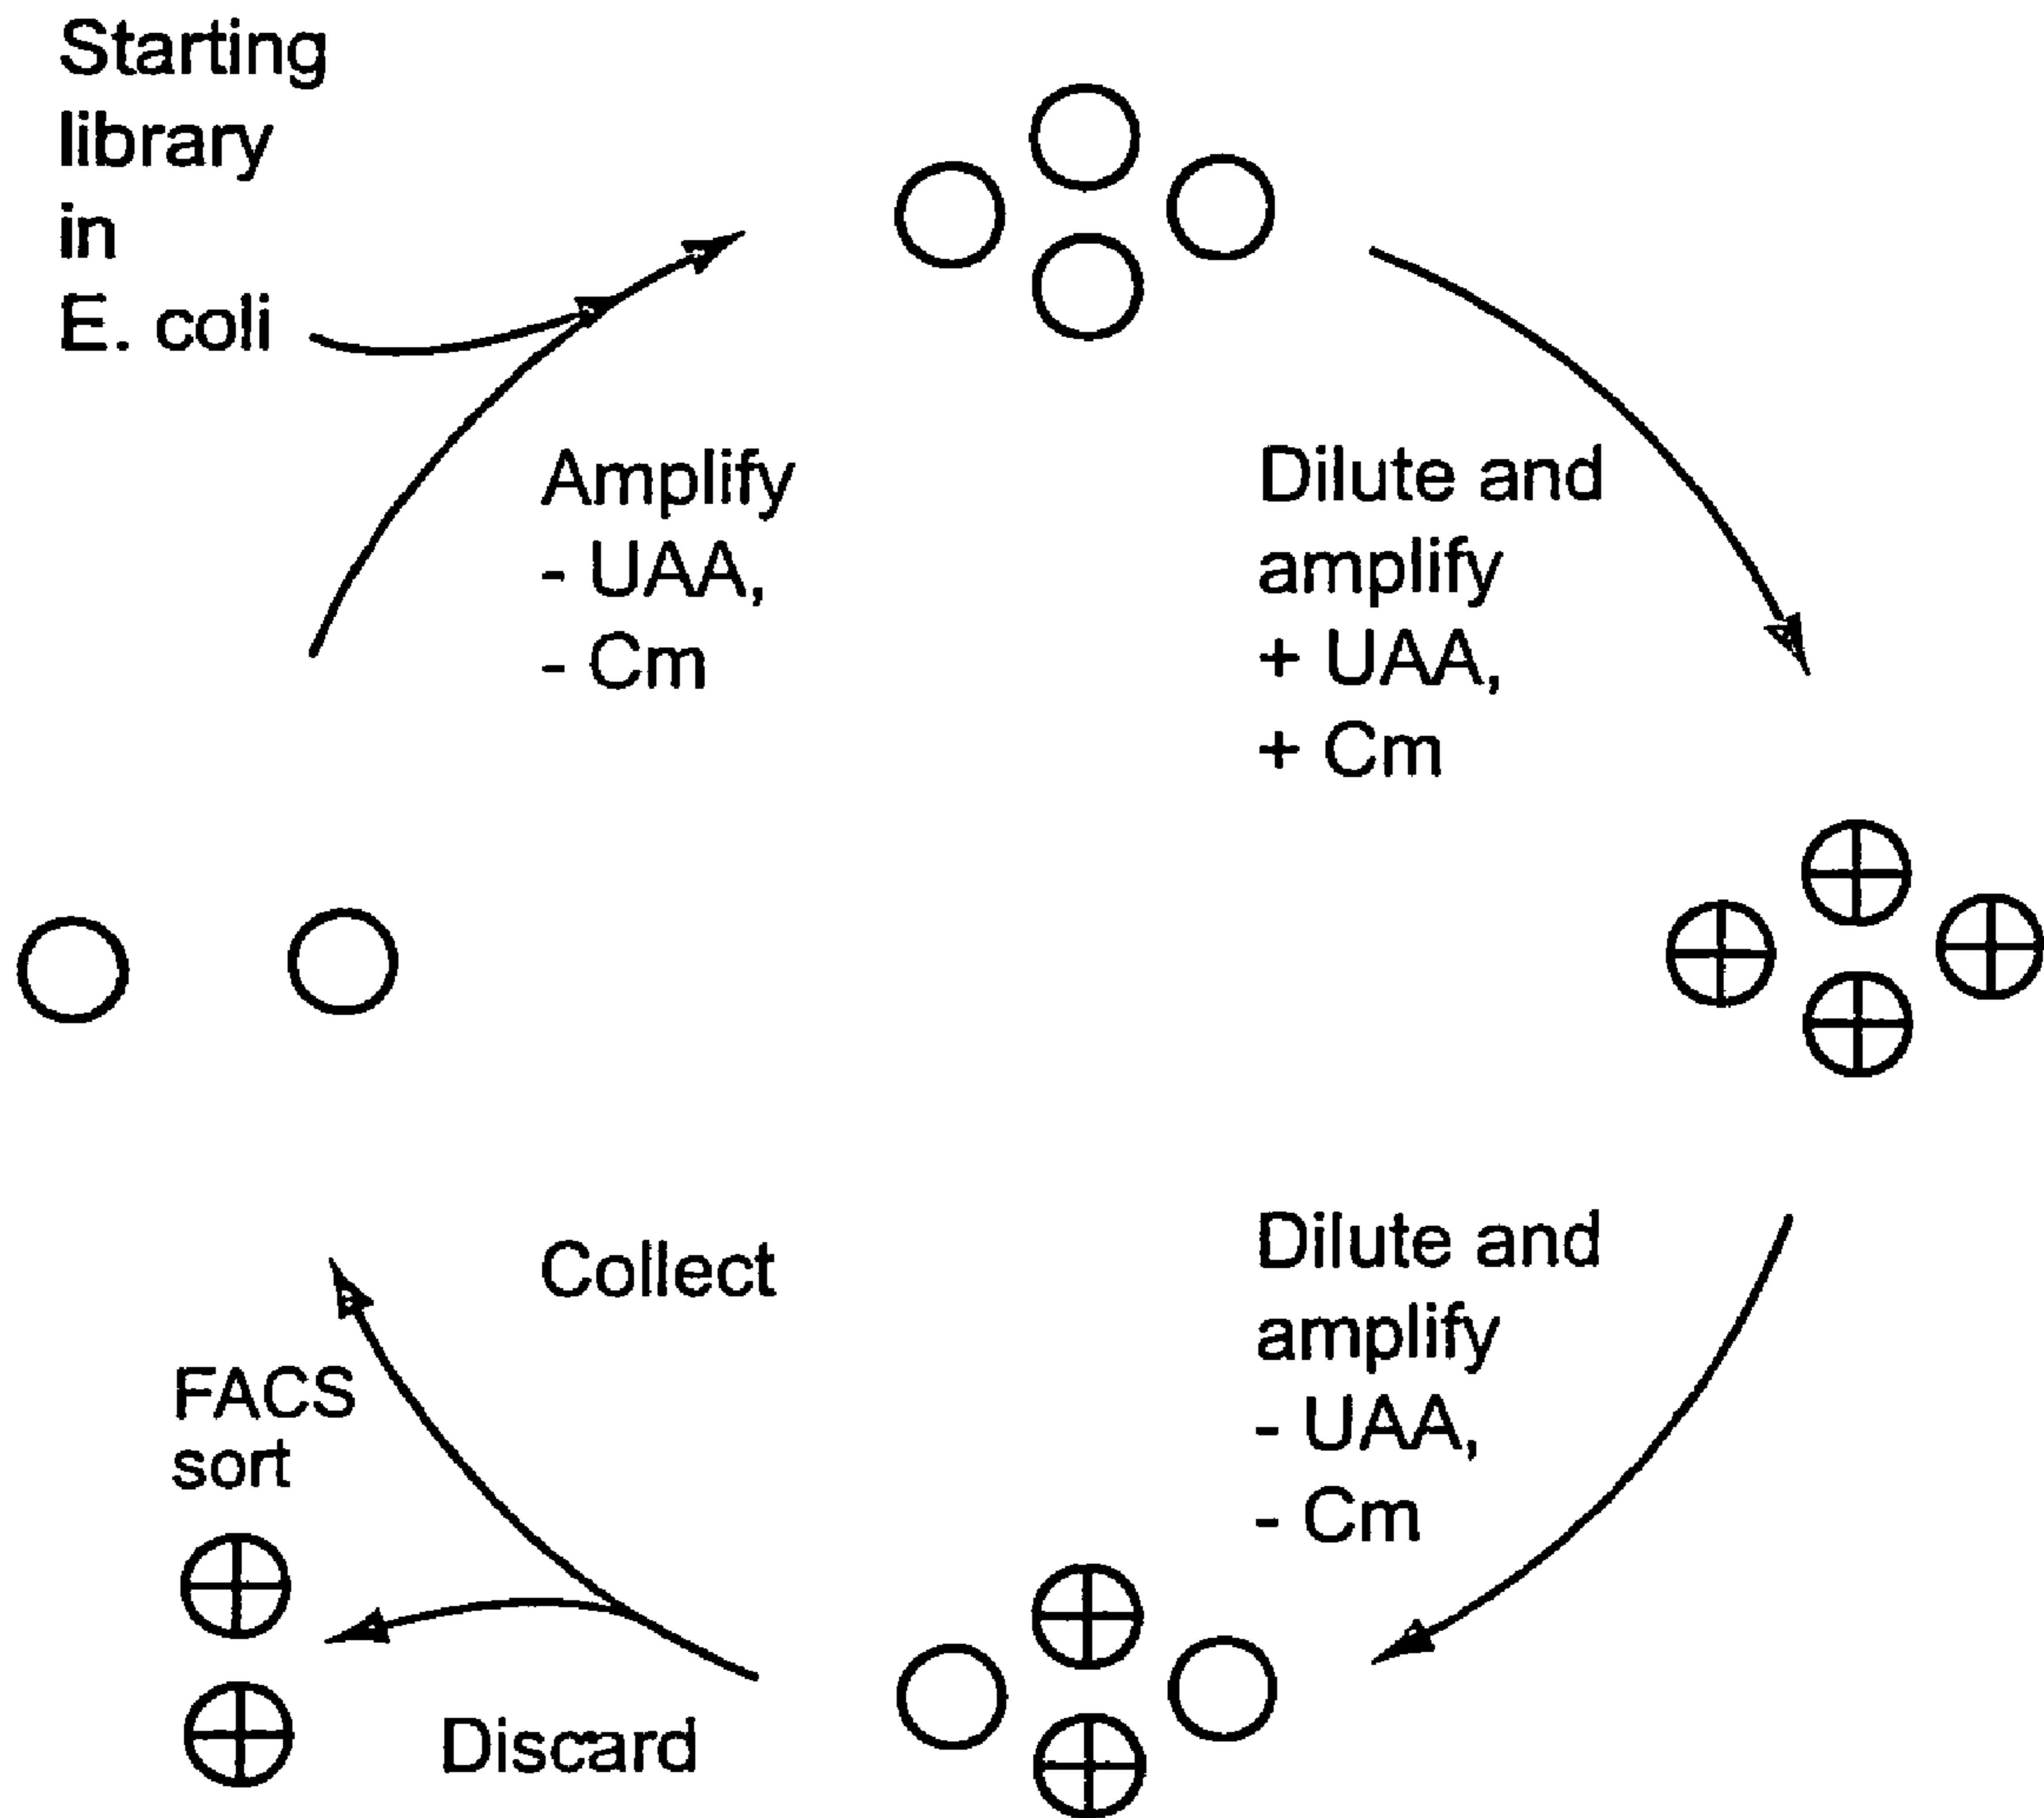 Starting
library
in
E. coli
Amplify
- UAA,
- Cm
Dilute and
amplify
+ UAA,
+ Cm
Dilute and
amplify
- UAA,
- Cm
Collect
FACS
sort
Discard